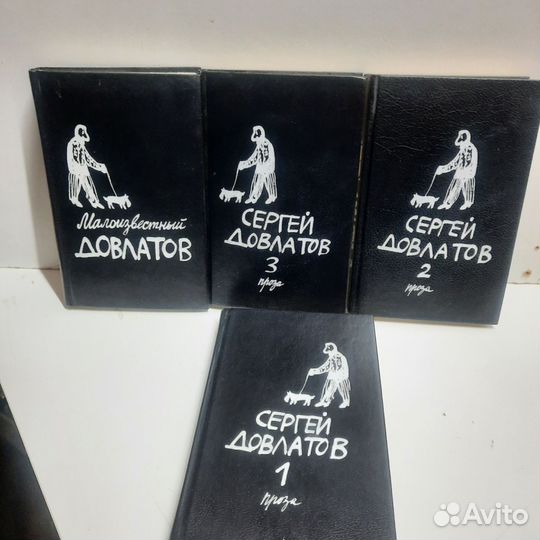 Малоизвестный
ДОВЛАТОВ
СЕРГЕЙ
ДОВЛАТОВ
3
проза
СЕРГЕЙ
ДОВЛАТОВ
2
проза
СЕРГЕЙ
ДОВЛАТОВ
1
проза
Avito